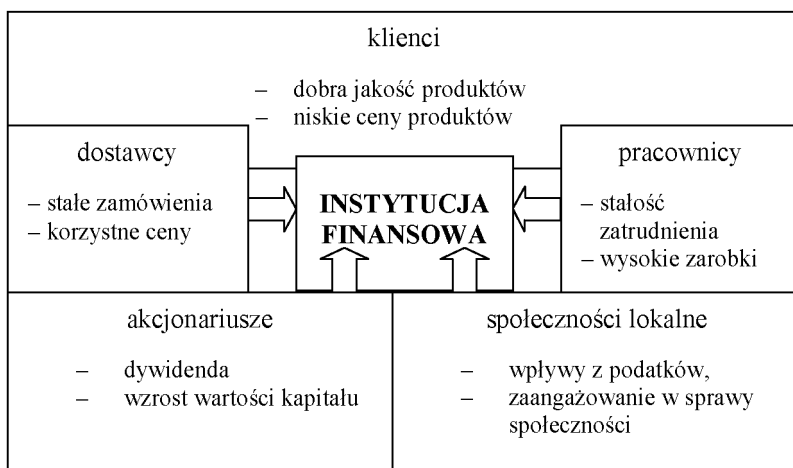 klienci
– dobra jakość produktów
– niskie ceny produktów
dostawcy
– stałe zamówienia
– korzystne ceny
INSTYTUCJA
FINANSOWA
pracownicy
– stałość
zatrudnienia
– wysokie zarobki
akcjonariusze
– dywidenda
– wzrost wartości kapitału
społeczności lokalne
– wpływy z podatków,
– zaangażowanie w sprawy
społeczności